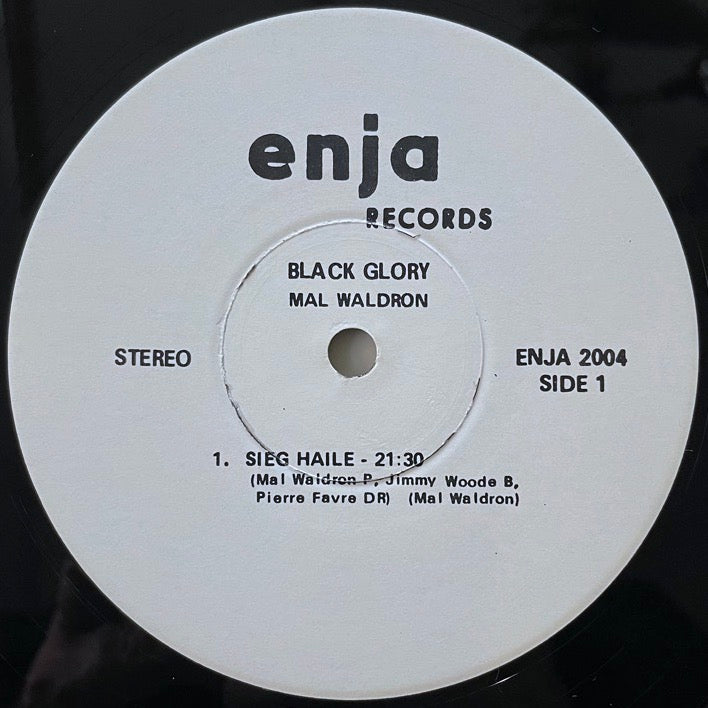 enja
RECORDS
BLACK GLORY
MAL WALDRON
STEREO
ENJA 2004
SIDE 1
1. SIEG HAILE - 21:30
(Mal Waldron P, Jimmy Woode B,
Pierre Favre DR) (Mal Waldron)